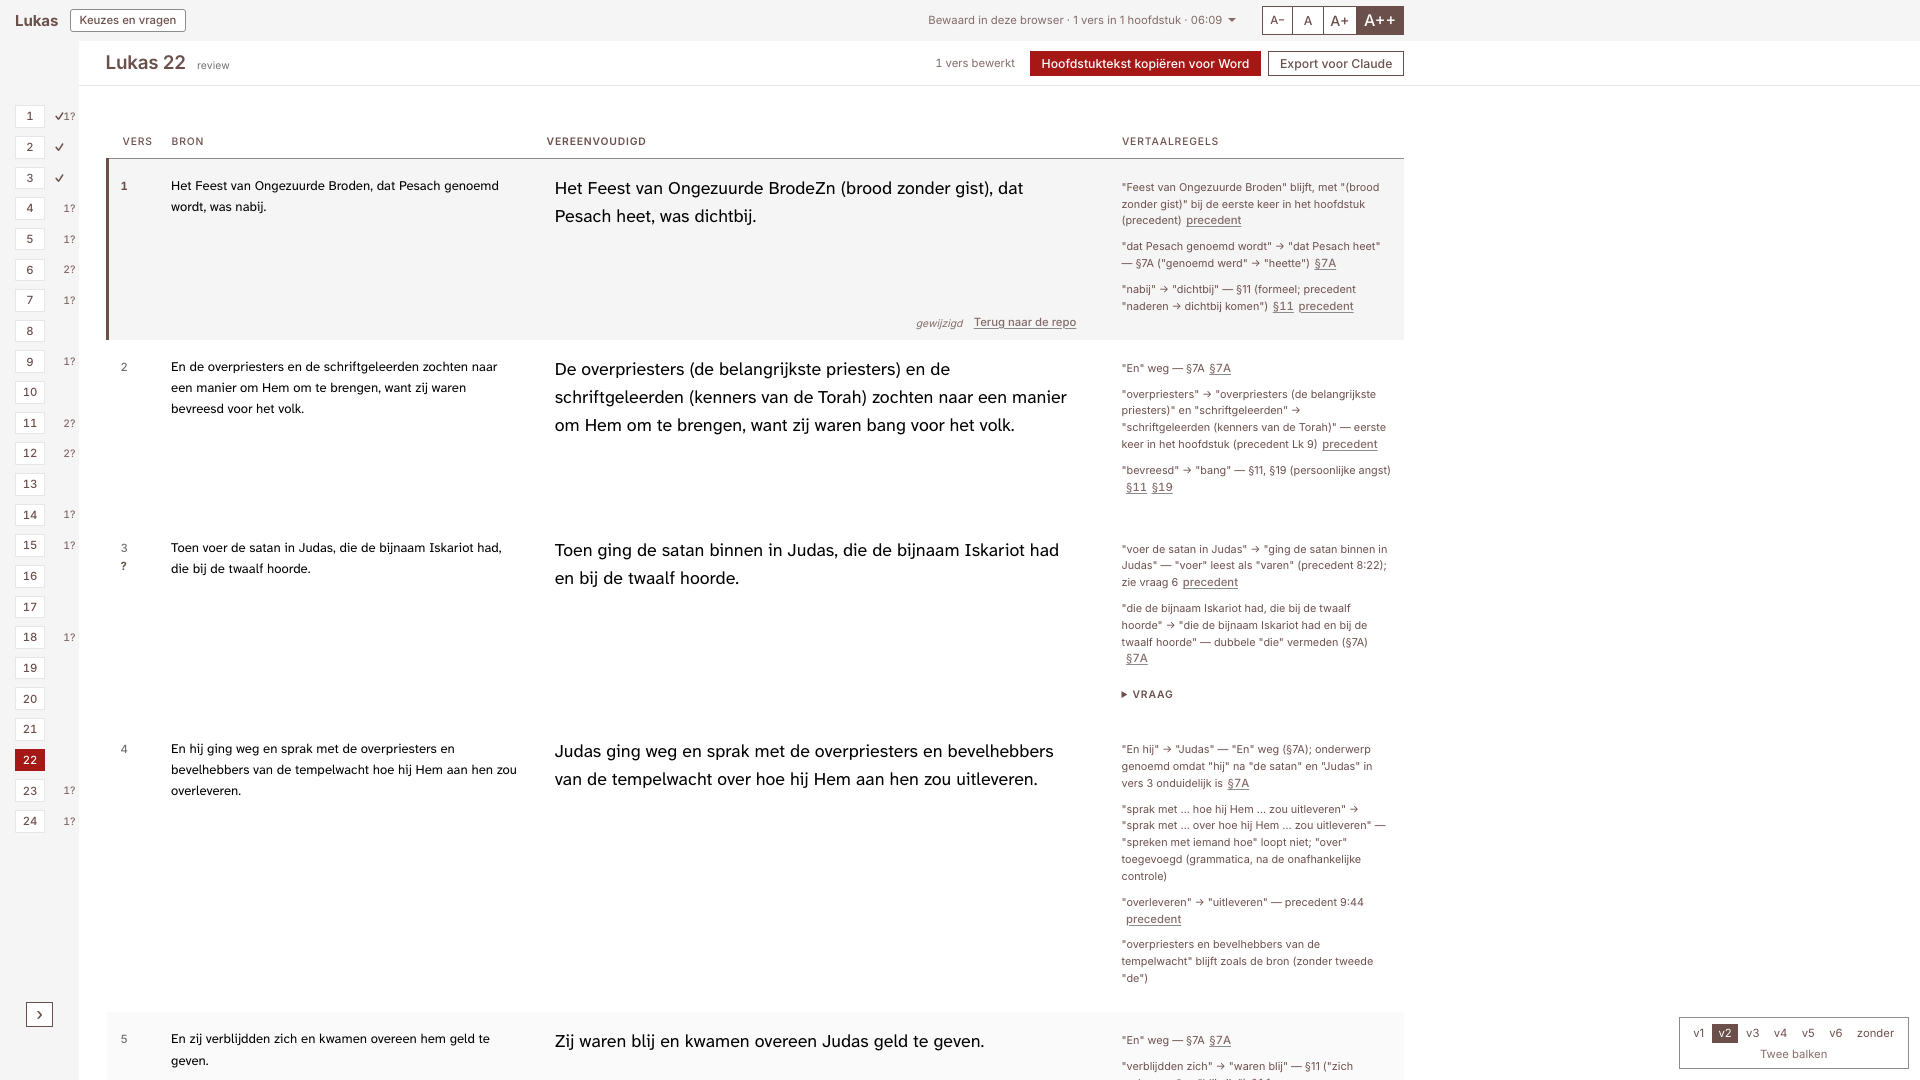 Lukas Keuzes en vragen Bewaard in deze browser · 1 vers in 1 hoofdstuk · 06:09 A− A A+ A++
Lukas 22 review 1 vers bewerkt Hoofdstuktekst kopiëren voor Word Export voor Claude
1 ✓1?
2 ✓
3 ✓
4 1?
5 1?
6 2?
7 1?
8
9 1?
10
11 2?
12 2?
13
14 1?
15 1?
16
17
18 1?
19
20
21
22
23 1?
24 1?
›
VERS BRON VEREENVOUDIGD VERTAALREGELS
1
Het Feest van Ongezuurde Broden, dat Pesach genoemd
wordt, was nabij.
Het Feest van Ongezuurde BrodeZn (brood zonder gist), dat
Pesach heet, was dichtbij.
gewijzigd Terug naar de repo
"Feest van Ongezuurde Broden" blijft, met "(brood
zonder gist)" bij de eerste keer in het hoofdstuk
(precedent) precedent
"dat Pesach genoemd wordt" → "dat Pesach heet"
— §7A ("genoemd werd" → "heette") §7A
"nabij" → "dichtbij" — §11 (formeel; precedent
"naderen → dichtbij komen") §11 precedent
2
En de overpriesters en de schriftgeleerden zochten naar
een manier om Hem om te brengen, want zij waren
bevreesd voor het volk.
De overpriesters (de belangrijkste priesters) en de
schriftgeleerden (kenners van de Torah) zochten naar een manier
om Hem om te brengen, want zij waren bang voor het volk.
"En" weg — §7A §7A
"overpriesters" → "overpriesters (de belangrijkste
priesters)" en "schriftgeleerden" →
"schriftgeleerden (kenners van de Torah)" — eerste
keer in het hoofdstuk (precedent Lk 9) precedent
"bevreesd" → "bang" — §11, §19 (persoonlijke angst)
§11 §19
3
?
Toen voer de satan in Judas, die de bijnaam Iskariot had,
die bij de twaalf hoorde.
Toen ging de satan binnen in Judas, die de bijnaam Iskariot had
en bij de twaalf hoorde.
"voer de satan in Judas" → "ging de satan binnen in
Judas" — "voer" leest als "varen" (precedent 8:22);
zie vraag 6 precedent
"die de bijnaam Iskariot had, die bij de twaalf
hoorde" → "die de bijnaam Iskariot had en bij de
twaalf hoorde" — dubbele "die" vermeden (§7A)
§7A
VRAAG
4
En hij ging weg en sprak met de overpriesters en
bevelhebbers van de tempelwacht hoe hij Hem aan hen zou
overleveren.
Judas ging weg en sprak met de overpriesters en bevelhebbers
van de tempelwacht over hoe hij Hem aan hen zou uitleveren.
"En hij" → "Judas" — "En" weg (§7A); onderwerp
genoemd omdat "hij" na "de satan" en "Judas" in
vers 3 onduidelijk is §7A
"sprak met ... hoe hij Hem ... zou uitleveren" →
"sprak met ... over hoe hij Hem ... zou uitleveren" —
"spreken met iemand hoe" loopt niet; "over"
toegevoegd (grammatica, na de onafhankelijke
controle)
"overleveren" → "uitleveren" — precedent 9:44
precedent
"overpriesters en bevelhebbers van de
tempelwacht" blijft zoals de bron (zonder tweede
"de")
5
En zij verblijdden zich en kwamen overeen hem geld te
geven.
Zij waren blij en kwamen overeen Judas geld te geven.
"En" weg — §7A §7A
"verblijdden zich" → "waren blij" — §11 ("zich
v1 v2 v3 v4 v5 v6 zonder
Twee balken